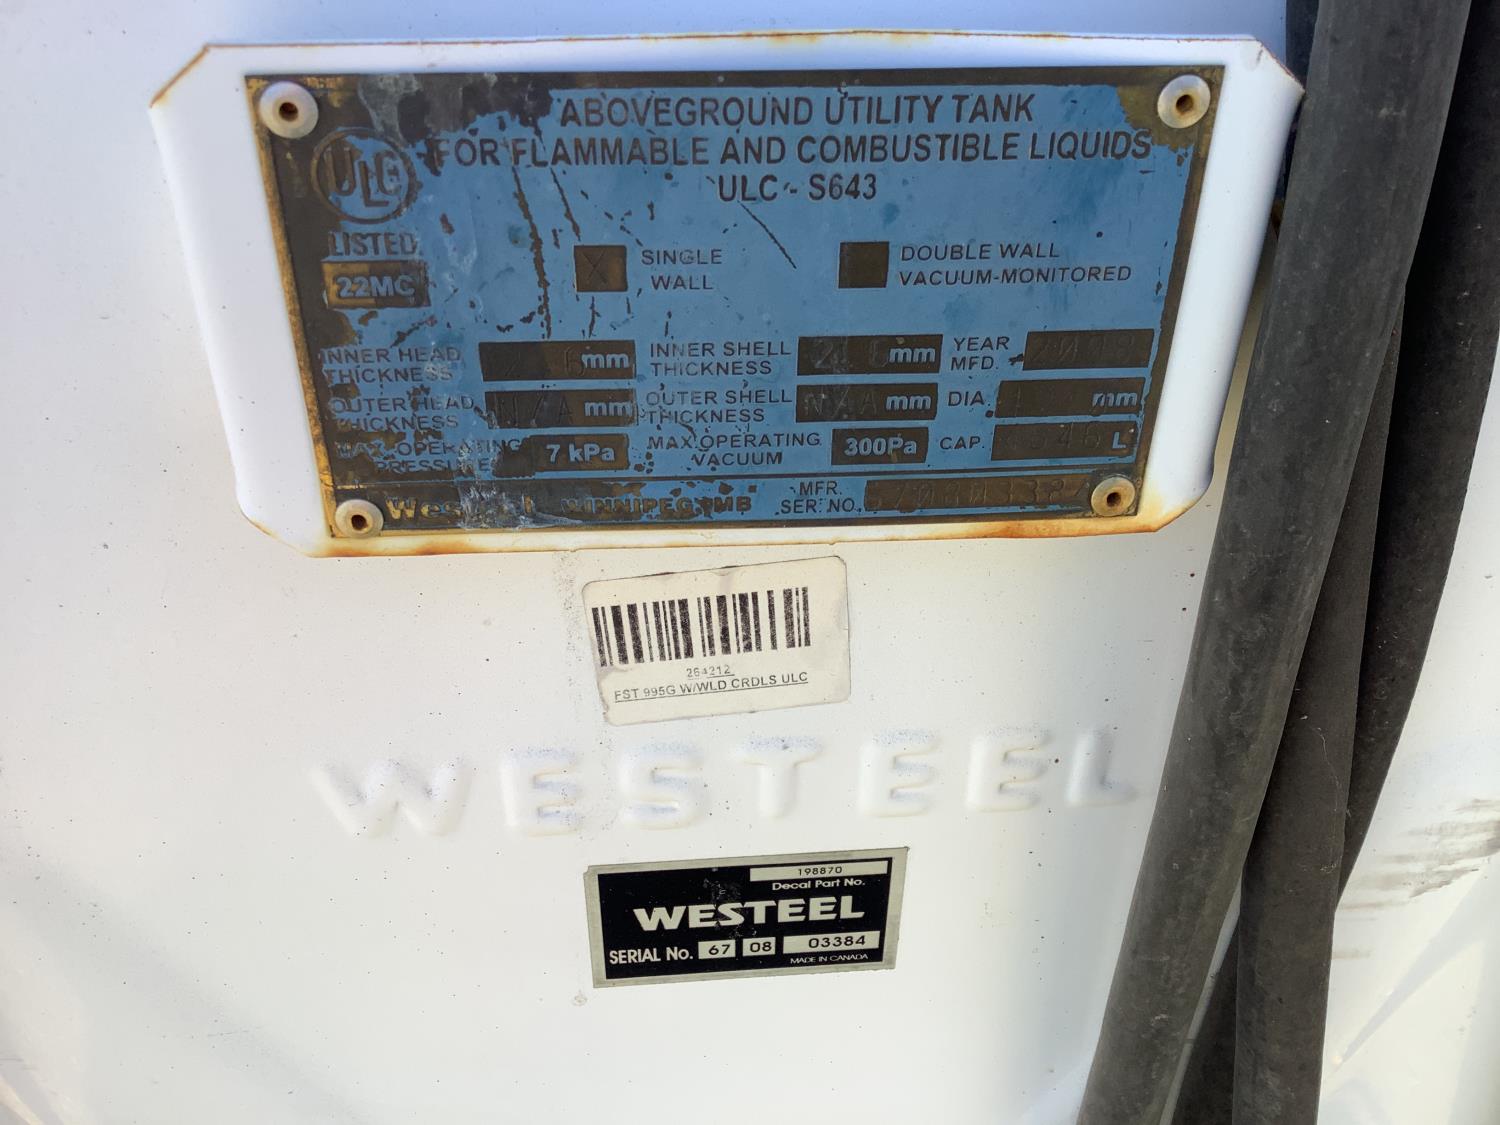 ABOVEGROUND UTILITY TANK
FOR FLAMMABLE AND COMBUSTIBLE LIQUIDS
ULC - S643
ULC
LISTED
22MC
X SINGLE
WALL
DOUBLE WALL
VACUUM-MONITORED
INNER HEAD
THICKNESS
mm
INNER SHELL
THICKNESS
mm
YEAR
MFD.
OUTER HEAD
THICKNESS
N/A mm
OUTER SHELL
THICKNESS
N/A mm
DIA.
mm
MAX. OPERATING
PRESSURE
7 kPa
MAX. OPERATING
VACUUM
300Pa
CAP.
L
Westeel WINNIPEG, MB
MFR.
SER. NO.
264212
FST 995G W/WLD CRDLS ULC
WESTEEL
198870
Decal Part No.
WESTEEL
SERIAL No. 67 08 03384
MADE IN CANADA